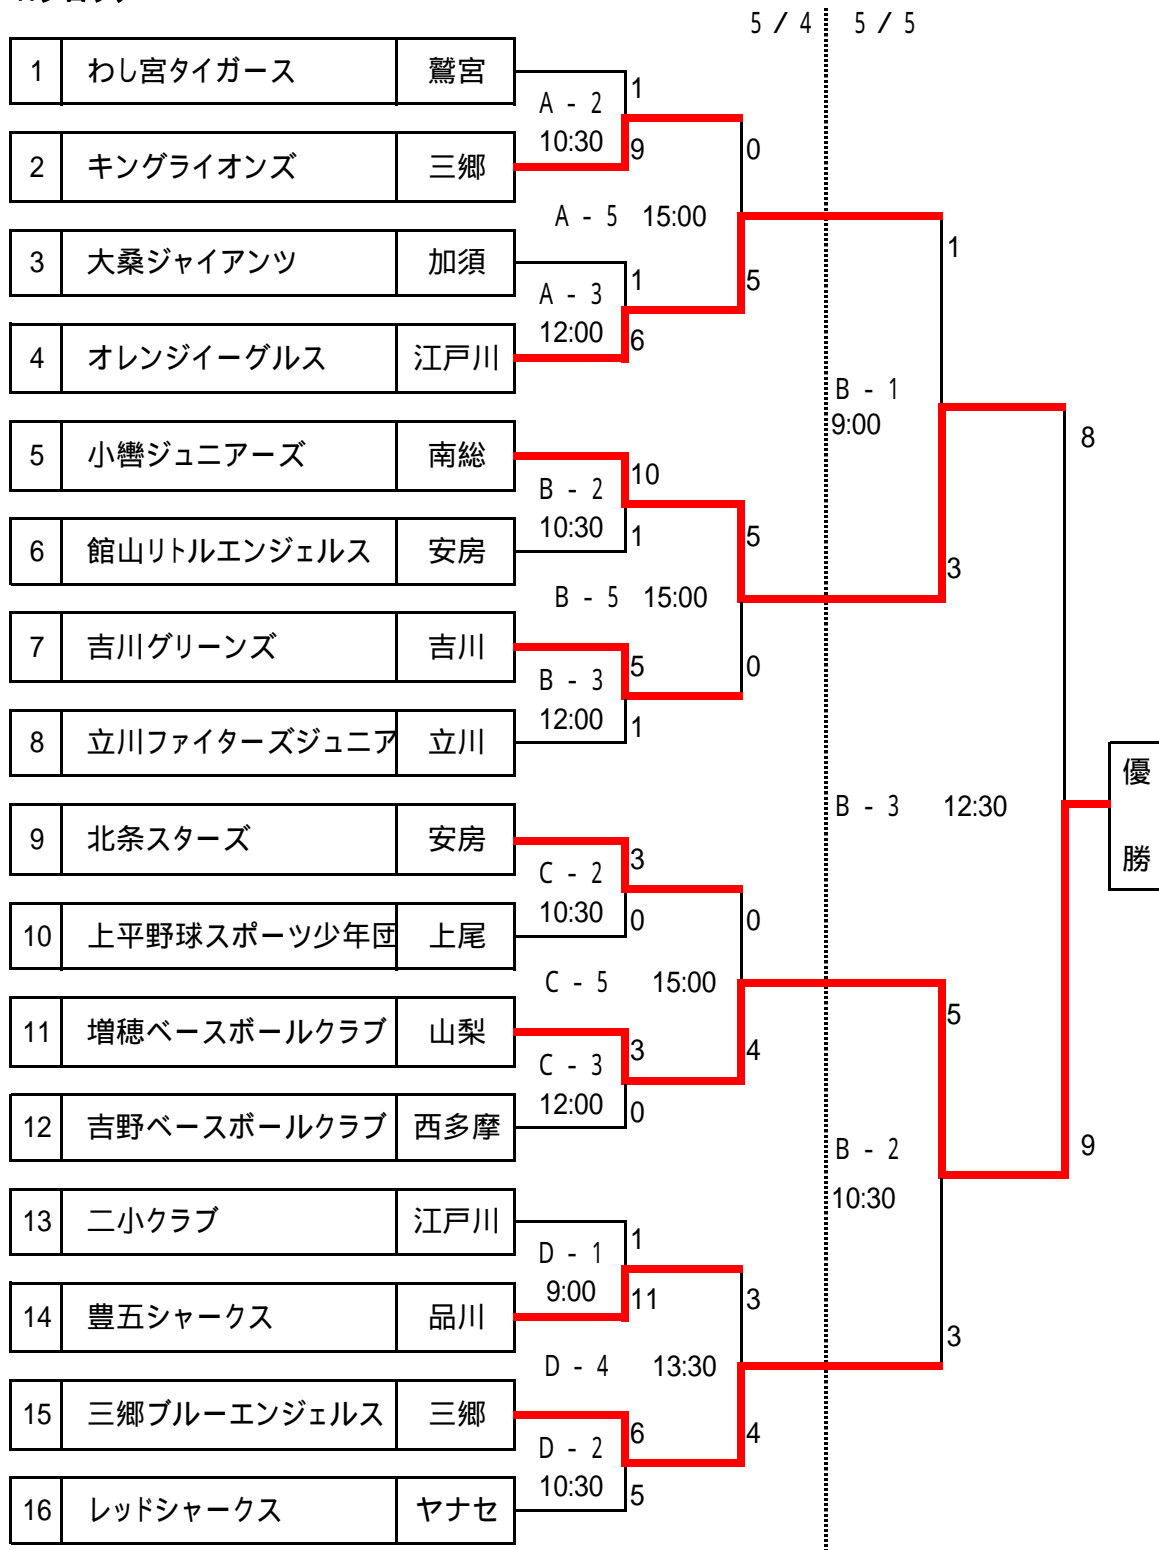 5 / 4 5 / 5
1 わし宮タイガース 鷲宮
1
A - 2
10:30
9
0
2 キングライオンズ 三郷
A - 5 15:00
3 大桑ジャイアンツ 加須
1
1
5
A - 3
12:00
6
4 オレンジイーグルス 江戸川
B - 1
9:00
8
5 小轡ジュニアーズ 南総
10
B - 2
10:30
1
5
6 館山リトルエンジェルス 安房
3
B - 5 15:00
7 吉川グリーンズ 吉川
5
0
B - 3
12:00
1
8 立川ファイターズジュニア 立川
優
勝
B - 3 12:30
9 北条スターズ 安房
3
C - 2
10:30
0
0
10 上平野球スポーツ少年団 上尾
C - 5 15:00
5
11 増穂ベースボールクラブ 山梨
3
4
C - 3
12:00
0
12 吉野ベースボールクラブ 西多摩
B - 2
10:30
9
13 二小クラブ 江戸川
1
D - 1
9:00
11
3
14 豊五シャークス 品川
3
D - 4 13:30
15 三郷ブルーエンジェルス 三郷
6
4
D - 2
10:30
5
16 レッドシャークス ヤナセ